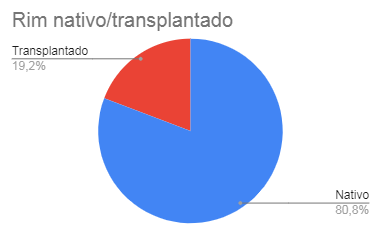 Rim nativo/transplantado
Transplantado
19,2%
Nativo
80,8%